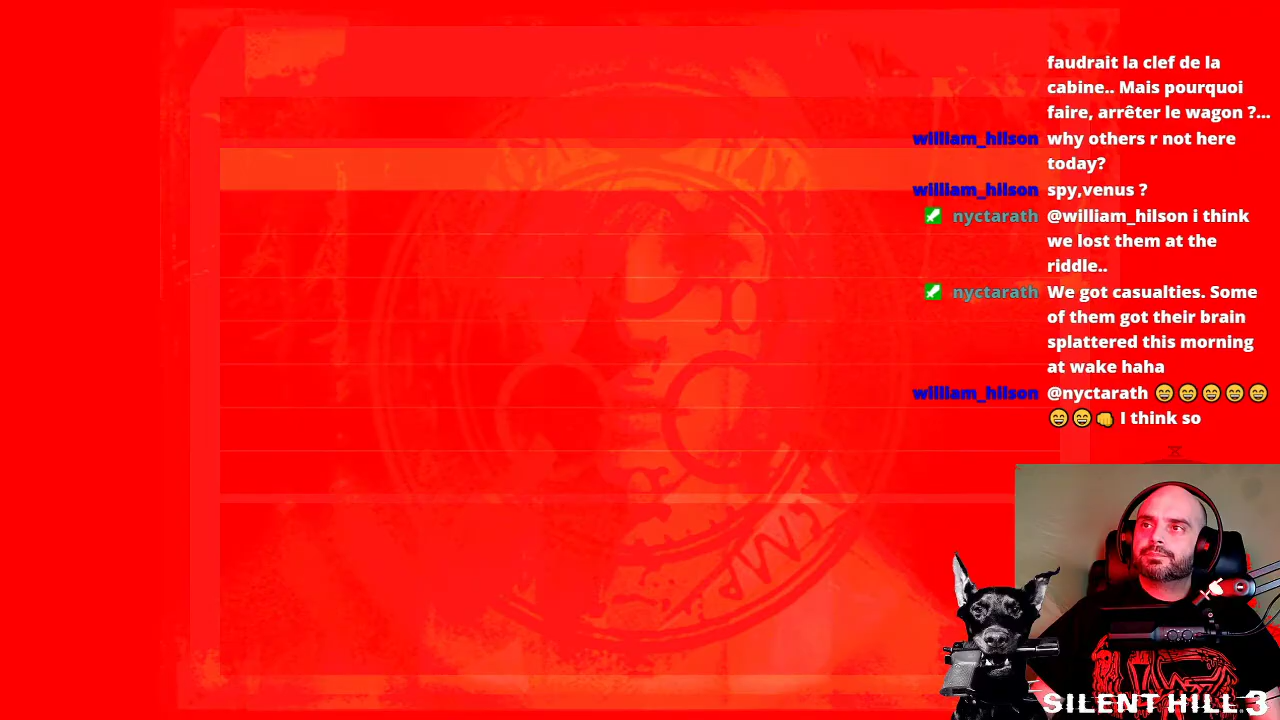 faudrait la clef de la
cabine.. Mais pourquoi
faire, arrêter le wagon ?...
william_hilson why others r not here
today?
william_hilson spy,venus ?
nyctarath @william_hilson i think
we lost them at the
riddle..
nyctarath We got casualties. Some
of them got their brain
splattered this morning
at wake haha
william_hilson @nyctarath 😄😄😄😄😄
😄😄👊 I think so
SILENT HILL 3